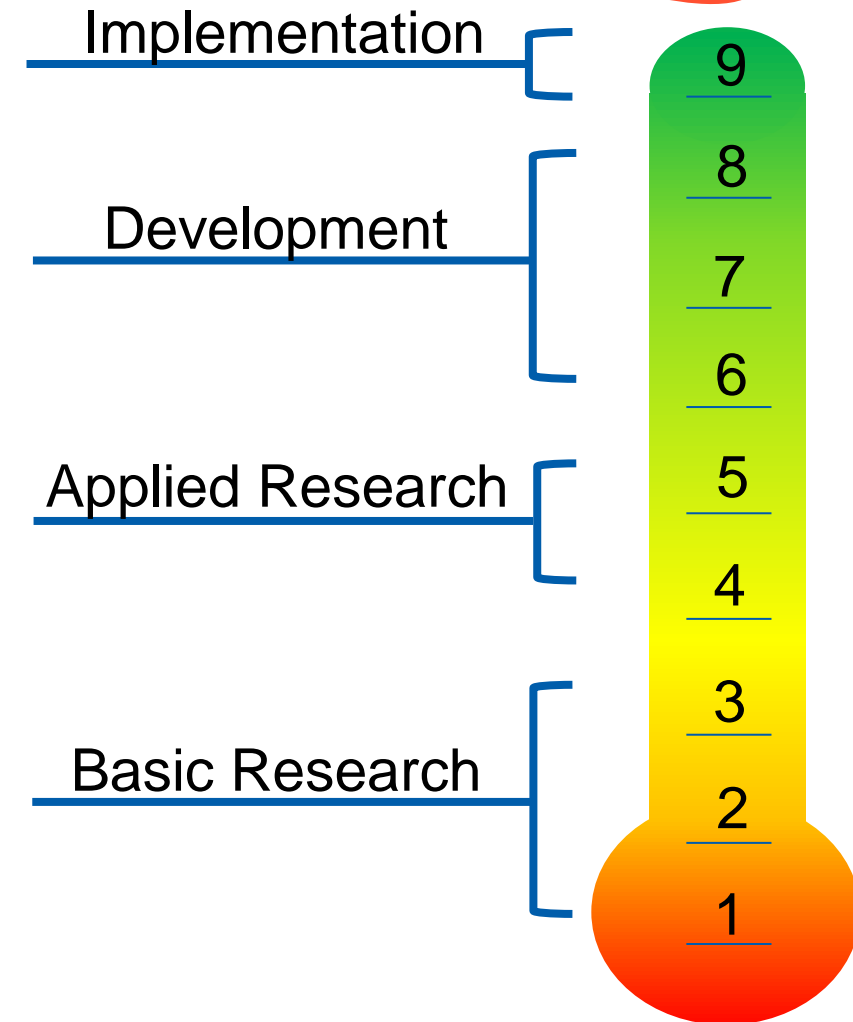 Implementation
9
8
Development
7
6
Applied Research
5
4
3
Basic Research
2
1